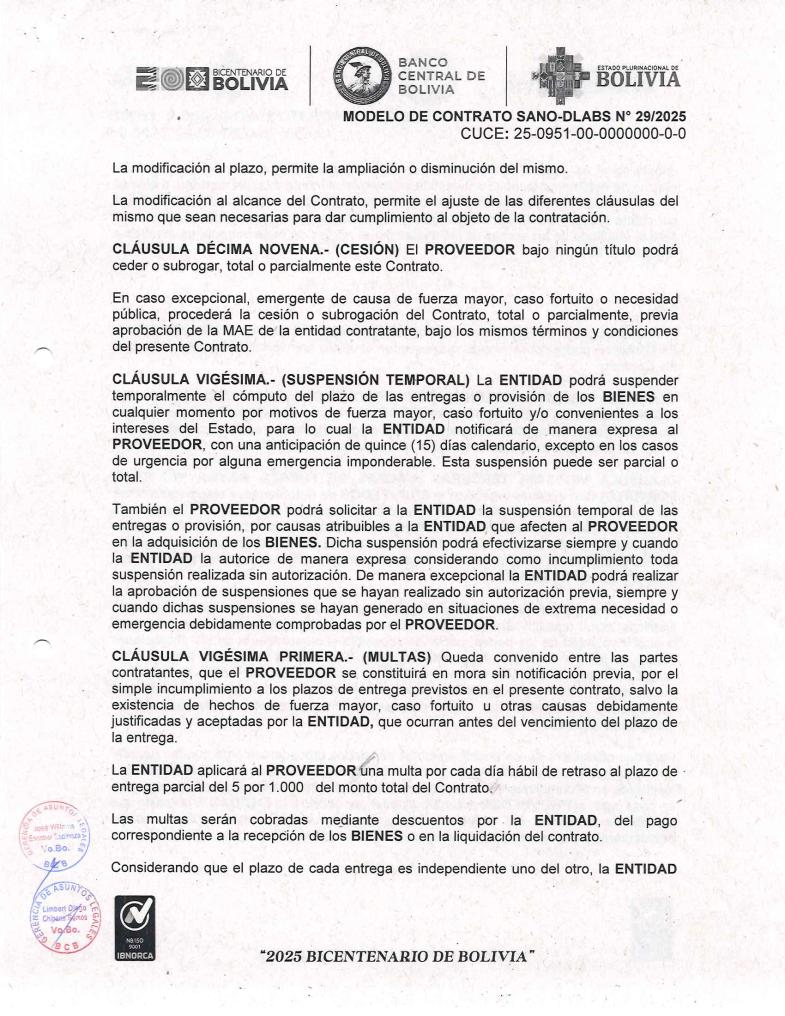 BICENTENARIO DE
BOLIVIA
BANCO
CENTRAL DE
BOLIVIA
ESTADO PLURINACIONAL DE
BOLIVIA
MODELO DE CONTRATO SANO-DLABS N° 29/2025
CUCE: 25-0951-00-0000000-0-0
La modificación al plazo, permite la ampliación o disminución del mismo.
La modificación al alcance del Contrato, permite el ajuste de las diferentes cláusulas del
mismo que sean necesarias para dar cumplimiento al objeto de la contratación.
CLÁUSULA DÉCIMA NOVENA.- (CESIÓN) El PROVEEDOR bajo ningún título podrá
ceder o subrogar, total o parcialmente este Contrato.
En caso excepcional, emergente de causa de fuerza mayor, caso fortuito o necesidad
pública, procederá la cesión o subrogación del Contrato, total o parcialmente, previa
aprobación de la MAE de la entidad contratante, bajo los mismos términos y condiciones
del presente Contrato.
CLÁUSULA VIGÉSIMA.- (SUSPENSIÓN TEMPORAL) La ENTIDAD podrá suspender
temporalmente el cómputo del plazo de las entregas o provisión de los BIENES en
cualquier momento por motivos de fuerza mayor, caso fortuito y/o convenientes a los
intereses del Estado, para lo cual la ENTIDAD notificará de manera expresa al
PROVEEDOR, con una anticipación de quince (15) días calendario, excepto en los casos
de urgencia por alguna emergencia imponderable. Esta suspensión puede ser parcial o
total.
También el PROVEEDOR podrá solicitar a la ENTIDAD la suspensión temporal de las
entregas o provisión, por causas atribuibles a la ENTIDAD que afecten al PROVEEDOR
en la adquisición de los BIENES. Dicha suspensión podrá efectivizarse siempre y cuando
la ENTIDAD la autorice de manera expresa considerando como incumplimiento toda
suspensión realizada sin autorización. De manera excepcional la ENTIDAD podrá realizar
la aprobación de suspensiones que se hayan realizado sin autorización previa, siempre y
cuando dichas suspensiones se hayan generado en situaciones de extrema necesidad o
emergencia debidamente comprobadas por el PROVEEDOR.
CLÁUSULA VIGÉSIMA PRIMERA.- (MULTAS) Queda convenido entre las partes
contratantes, que el PROVEEDOR se constituirá en mora sin notificación previa, por el
simple incumplimiento a los plazos de entrega previstos en el presente contrato, salvo la
existencia de hechos de fuerza mayor, caso fortuito u otras causas debidamente
justificadas y aceptadas por la ENTIDAD, que ocurran antes del vencimiento del plazo de
la entrega.
La ENTIDAD aplicará al PROVEEDOR una multa por cada día hábil de retraso al plazo de
entrega parcial del 5 por 1.000 del monto total del Contrato.
Las multas serán cobradas mediante descuentos por la ENTIDAD, del pago
correspondiente a la recepción de los BIENES o en la liquidación del contrato.
Considerando que el plazo de cada entrega es independiente uno del otro, la ENTIDAD
GERENCIA DE ASUNTOS LEGALES
Vo.Bo.
BCB
GERENCIA DE ASUNTOS LEGALES
Limbert Diego
Vo.Bo.
BCB
NB ISO
9001
IBNORCA
"2025 BICENTENARIO DE BOLIVIA"